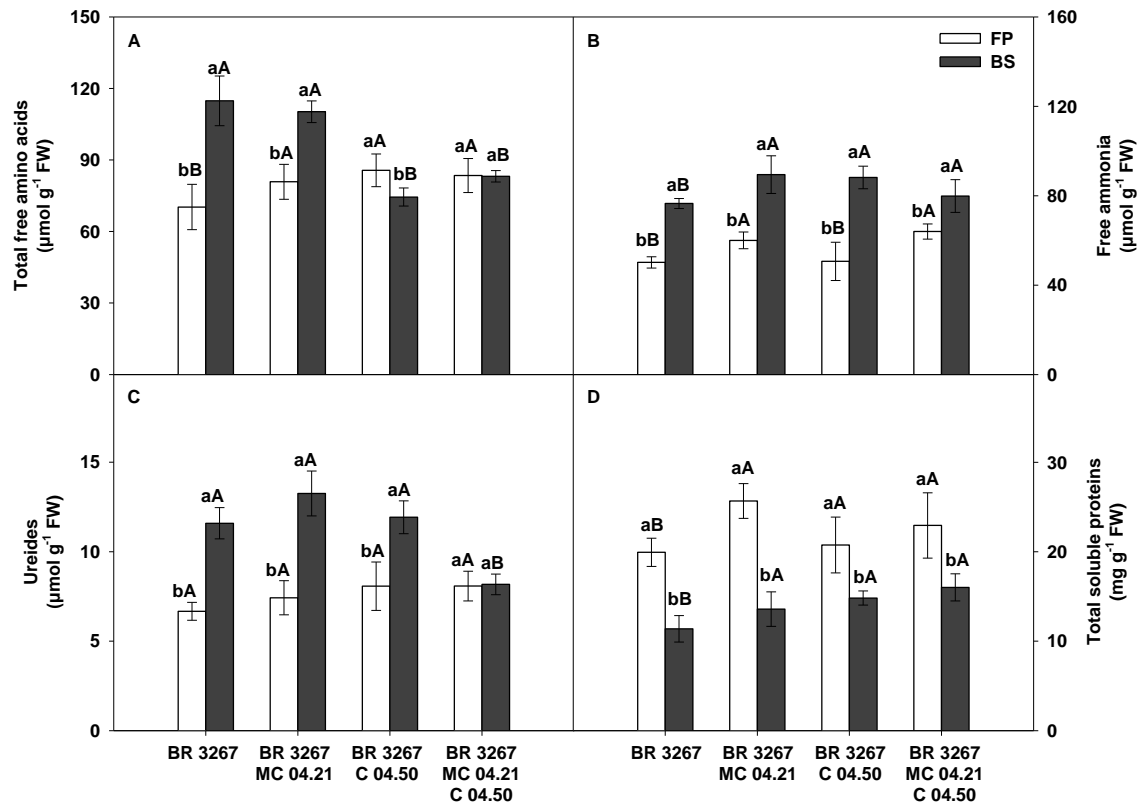 150
120
90
60
30
0
Total free amino acids
(µmol g-1 FW)
A
aA
aA
bB
bA
aA
bB
aA
aB
B
FP
BS
aB
bB
aA
bA
aA
bB
aA
bA
160
120
80
40
0
Free ammonia
(µmol g-1 FW)
15
10
5
0
Ureides
(µmol g-1 FW)
C
aA
bA
aA
bA
aA
bA
aA
aB
D
aB
bB
aA
bA
aA
bA
aA
bA
30
20
10
0
Total soluble proteins
(mg g-1 FW)
BR 3267
BR 3267
MC 04.21
BR 3267
C 04.50
BR 3267
MC 04.21
C 04.50
BR 3267
BR 3267
MC 04.21
BR 3267
C 04.50
BR 3267
MC 04.21
C 04.50